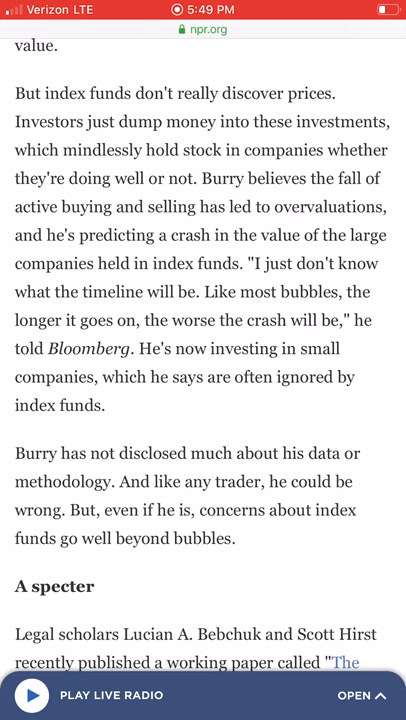 Verizon LTE 5:49 PM
npr.org
value.
But index funds don't really discover prices.
Investors just dump money into these investments,
which mindlessly hold stock in companies whether
they're doing well or not. Burry believes the fall of
active buying and selling has led to overvaluations,
and he's predicting a crash in the value of the large
companies held in index funds. "I just don't know
what the timeline will be. Like most bubbles, the
longer it goes on, the worse the crash will be," he
told Bloomberg. He's now investing in small
companies, which he says are often ignored by
index funds.
Burry has not disclosed much about his data or
methodology. And like any trader, he could be
wrong. But, even if he is, concerns about index
funds go well beyond bubbles.
A specter
Legal scholars Lucian A. Bebchuk and Scott Hirst
recently published a working paper called "The
PLAY LIVE RADIO OPEN